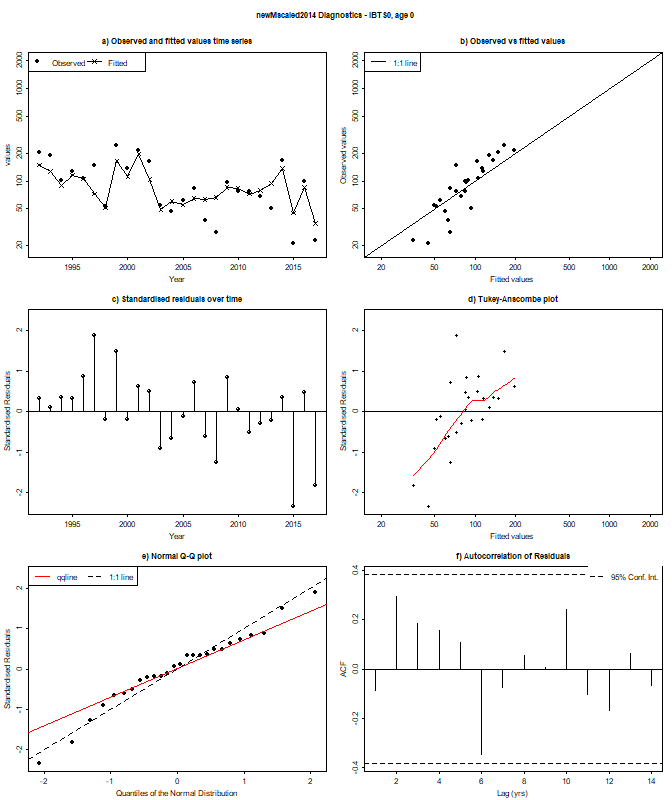 newMscaled2014 Diagnostics - IBTS0, age 0
a) Observed and fitted values time series
values
20 50 100 200 500 1000 2000
Observed Fitted
1995 2000 2005 2010 2015
Year
b) Observed vs fitted values
Observed values
20 50 100 200 500 1000 2000
1:1 line
20 50 100 200 500 1000 2000
Fitted values
c) Standardised residuals over time
Standardised Residuals
-2 -1 0 1 2
1995 2000 2005 2010 2015
Year
d) Tukey-Anscombe plot
Standardised Residuals
-2 -1 0 1 2
20 50 100 200 500 1000 2000
Fitted values
e) Normal Q-Q plot
Standardised Residuals
-2 -1 0 1 2
qqline 1:1 line
-2 -1 0 1 2
Quantiles of the Normal Distribution
f) Autocorrelation of Residuals
ACF
-0.4 -0.2 0.0 0.2 0.4
95% Conf. Int.
2 4 6 8 10 12 14
Lag (yrs)